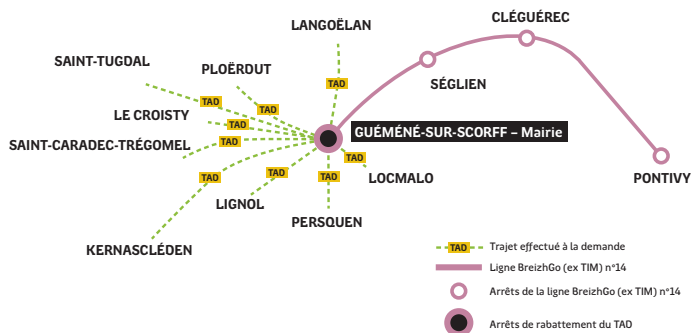 CLÉGUÉREC
LANGOËLAN
SAINT-TUGDAL
PLOËRDUT
SÉGLIEN
TAD
TAD
TAD
LE CROISTY
TAD
GUÉMÉNÉ-SUR-SCORFF – Mairie
SAINT-CARADEC-TRÉGOMEL
TAD
TAD
LOCMALO
PONTIVY
TAD
TAD
TAD
LIGNOL
PERSQUEN
KERNASCLÉDEN
TAD Trajet effectué à la demande
Ligne BreizhGo (ex TIM) n°14
Arrêts de la ligne BreizhGo (ex TIM) n°14
Arrêts de rabattement du TAD